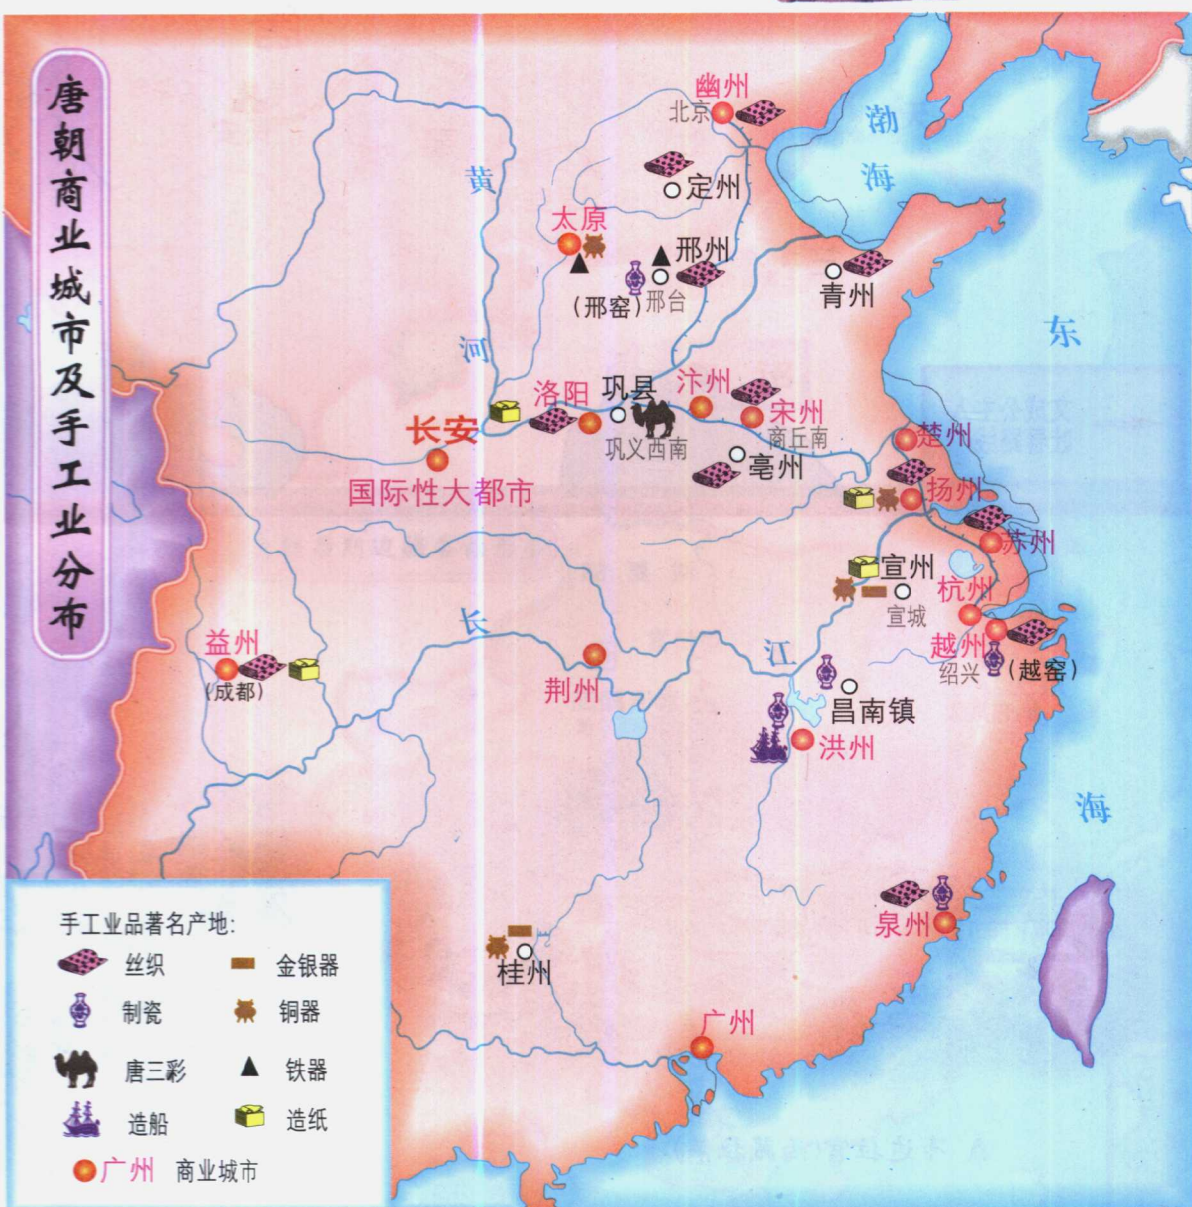 唐朝商业城市及手工业分布
幽州
北京
渤
海
定州
黄
太原
邢州
(邢窑)
邢台
青州
东
河
洛阳
巩县
汴州
宋州
商丘南
长安
巩义西南
亳州
楚州
国际性大都市
扬州
苏州
宣州
宣城
杭州
长
江
益州
(成都)
荆州
越州
绍兴
(越窑)
昌南镇
洪州
海
泉州
桂州
广州
手工业品著名产地:
丝织
金银器
制瓷
铜器
唐三彩
铁器
造船
造纸
广州 商业城市